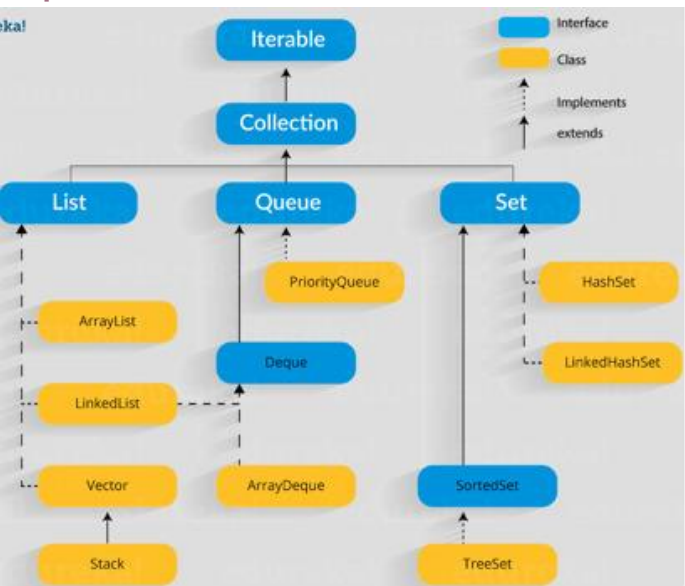 eka!
Iterable
Interface
Class
Collection
Implements
extends
List
Queue
Set
PriorityQueue
HashSet
ArrayList
Deque
LinkedHashSet
LinkedList
Vector
ArrayDeque
SortedSet
Stack
TreeSet